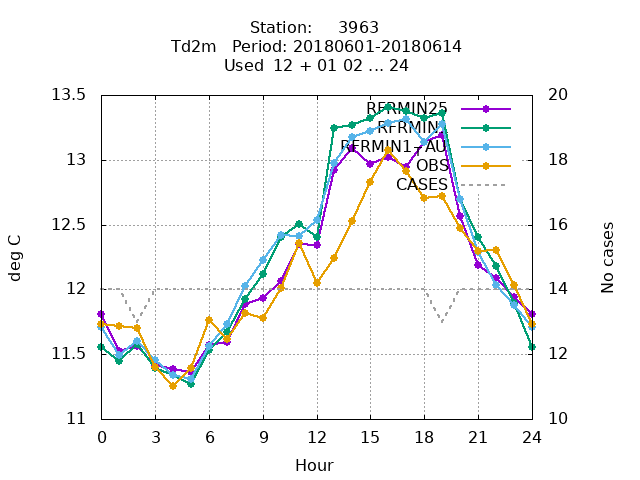 Station: 3963
Td2m Period: 20180601-20180614
Used 12 + 01 02 ... 24
13.5
13
12.5
12
11.5
11
20
18
16
14
12
10
deg C
No cases
RFRMIN25
RFRMIN1
RFRMIN1_AU
OBS
CASES
0 3 6 9 12 15 18 21 24
Hour